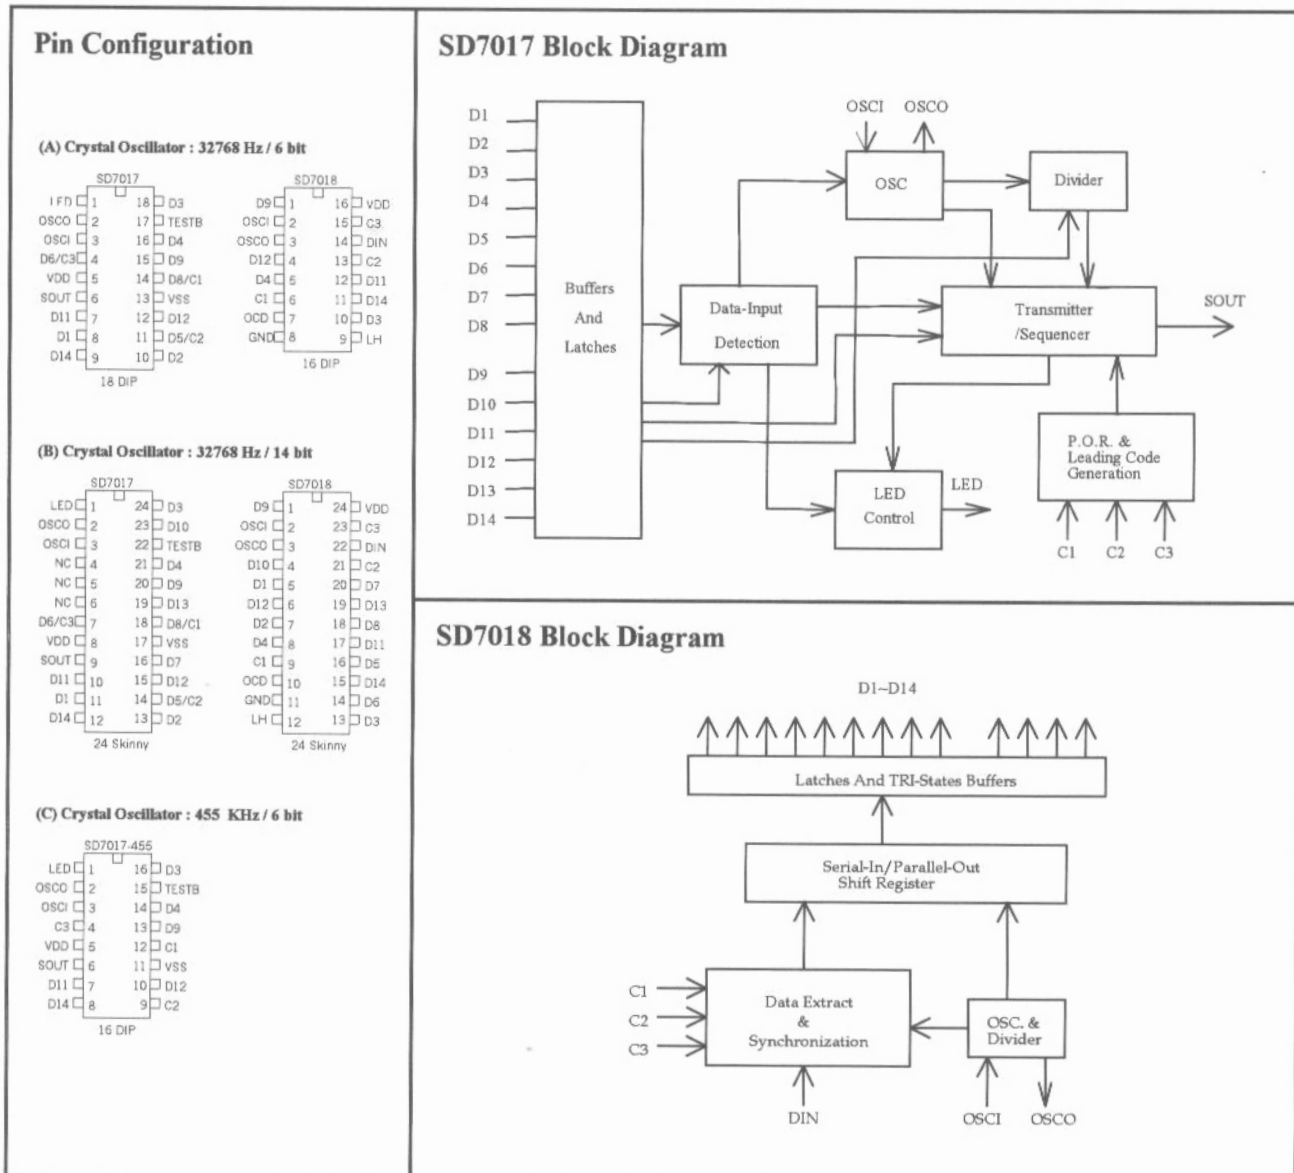 Pin Configuration
(A) Crystal Oscillator : 32768 Hz / 6 bit
SD7017
LED 1 18 D3
OSCO 2 17 TESTB
OSCI 3 16 D4
D6/C3 4 15 D9
VDD 5 14 D8/C1
SOUT 6 13 VSS
D11 7 12 D12
D1 8 11 D5/C2
D14 9 10 D2
18 DIP
SD7018
D9 1 16 VDD
OSCI 2 15 C3
OSCO 3 14 DIN
D12 4 13 C2
D4 5 12 D11
C1 6 11 D14
OCD 7 10 D3
GND 8 9 LH
16 DIP
(B) Crystal Oscillator : 32768 Hz / 14 bit
SD7017
LED 1 24 D3
OSCO 2 23 D10
OSCI 3 22 TESTB
NC 4 21 D4
NC 5 20 D9
NC 6 19 D13
D6/C3 7 18 D8/C1
VDD 8 17 VSS
SOUT 9 16 D7
D11 10 15 D12
D1 11 14 D5/C2
D14 12 13 D2
24 Skinny
SD7018
D9 1 24 VDD
OSCI 2 23 C3
OSCO 3 22 DIN
D10 4 21 C2
D1 5 20 D7
D12 6 19 D13
D2 7 18 D8
D4 8 17 D11
C1 9 16 D5
OCD 10 15 D14
GND 11 14 D6
LH 12 13 D3
24 Skinny
(C) Crystal Oscillator : 455 KHz / 6 bit
SD7017-455
LED 1 16 D3
OSCO 2 15 TESTB
OSCI 3 14 D4
C3 4 13 D9
VDD 5 12 C1
SOUT 6 11 VSS
D11 7 10 D12
D14 8 9 C2
16 DIP
SD7017 Block Diagram
D1
D2
D3
D4
D5
D6
D7
D8
D9
D10
D11
D12
D13
D14
Buffers
And
Latches
Data-Input
Detection
OSCI OSCO
OSC
Divider
Transmitter
/Sequencer
SOUT
P.O.R. &
Leading Code
Generation
C1 C2 C3
LED
Control
LED
SD7018 Block Diagram
D1~D14
Latches And TRI-States Buffers
Serial-In/Parallel-Out
Shift Register
C1
C2
C3
Data Extract
&
Synchronization
OSC. &
Divider
DIN
OSCI OSCO